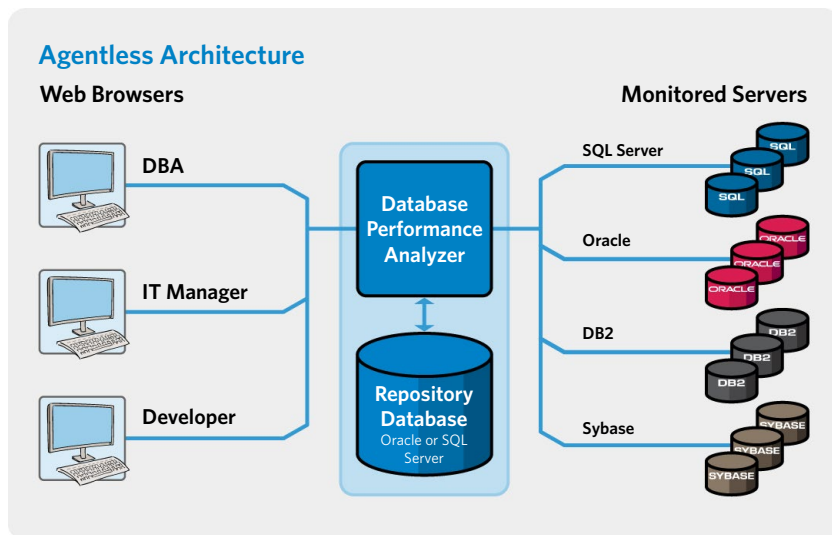 Agentless Architecture
Web Browsers
Monitored Servers
DBA
IT Manager
Developer
Database
Performance
Analyzer
Repository
Database
Oracle or SQL
Server
SQL Server
SQL
SQL
SQL
Oracle
ORACLE
ORACLE
ORACLE
DB2
DB2
DB2
DB2
Sybase
SYBASE
SYBASE
SYBASE